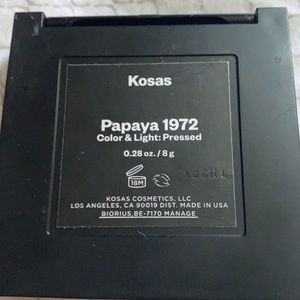 Kosas
Papaya 1972
Color & Light: Pressed
0.28 oz. / 8 g
18M
KOSAS COSMETICS, LLC
LOS ANGELES, CA 90019 DIST. MADE IN USA
BIORIUS,BE-7170 MANAGE